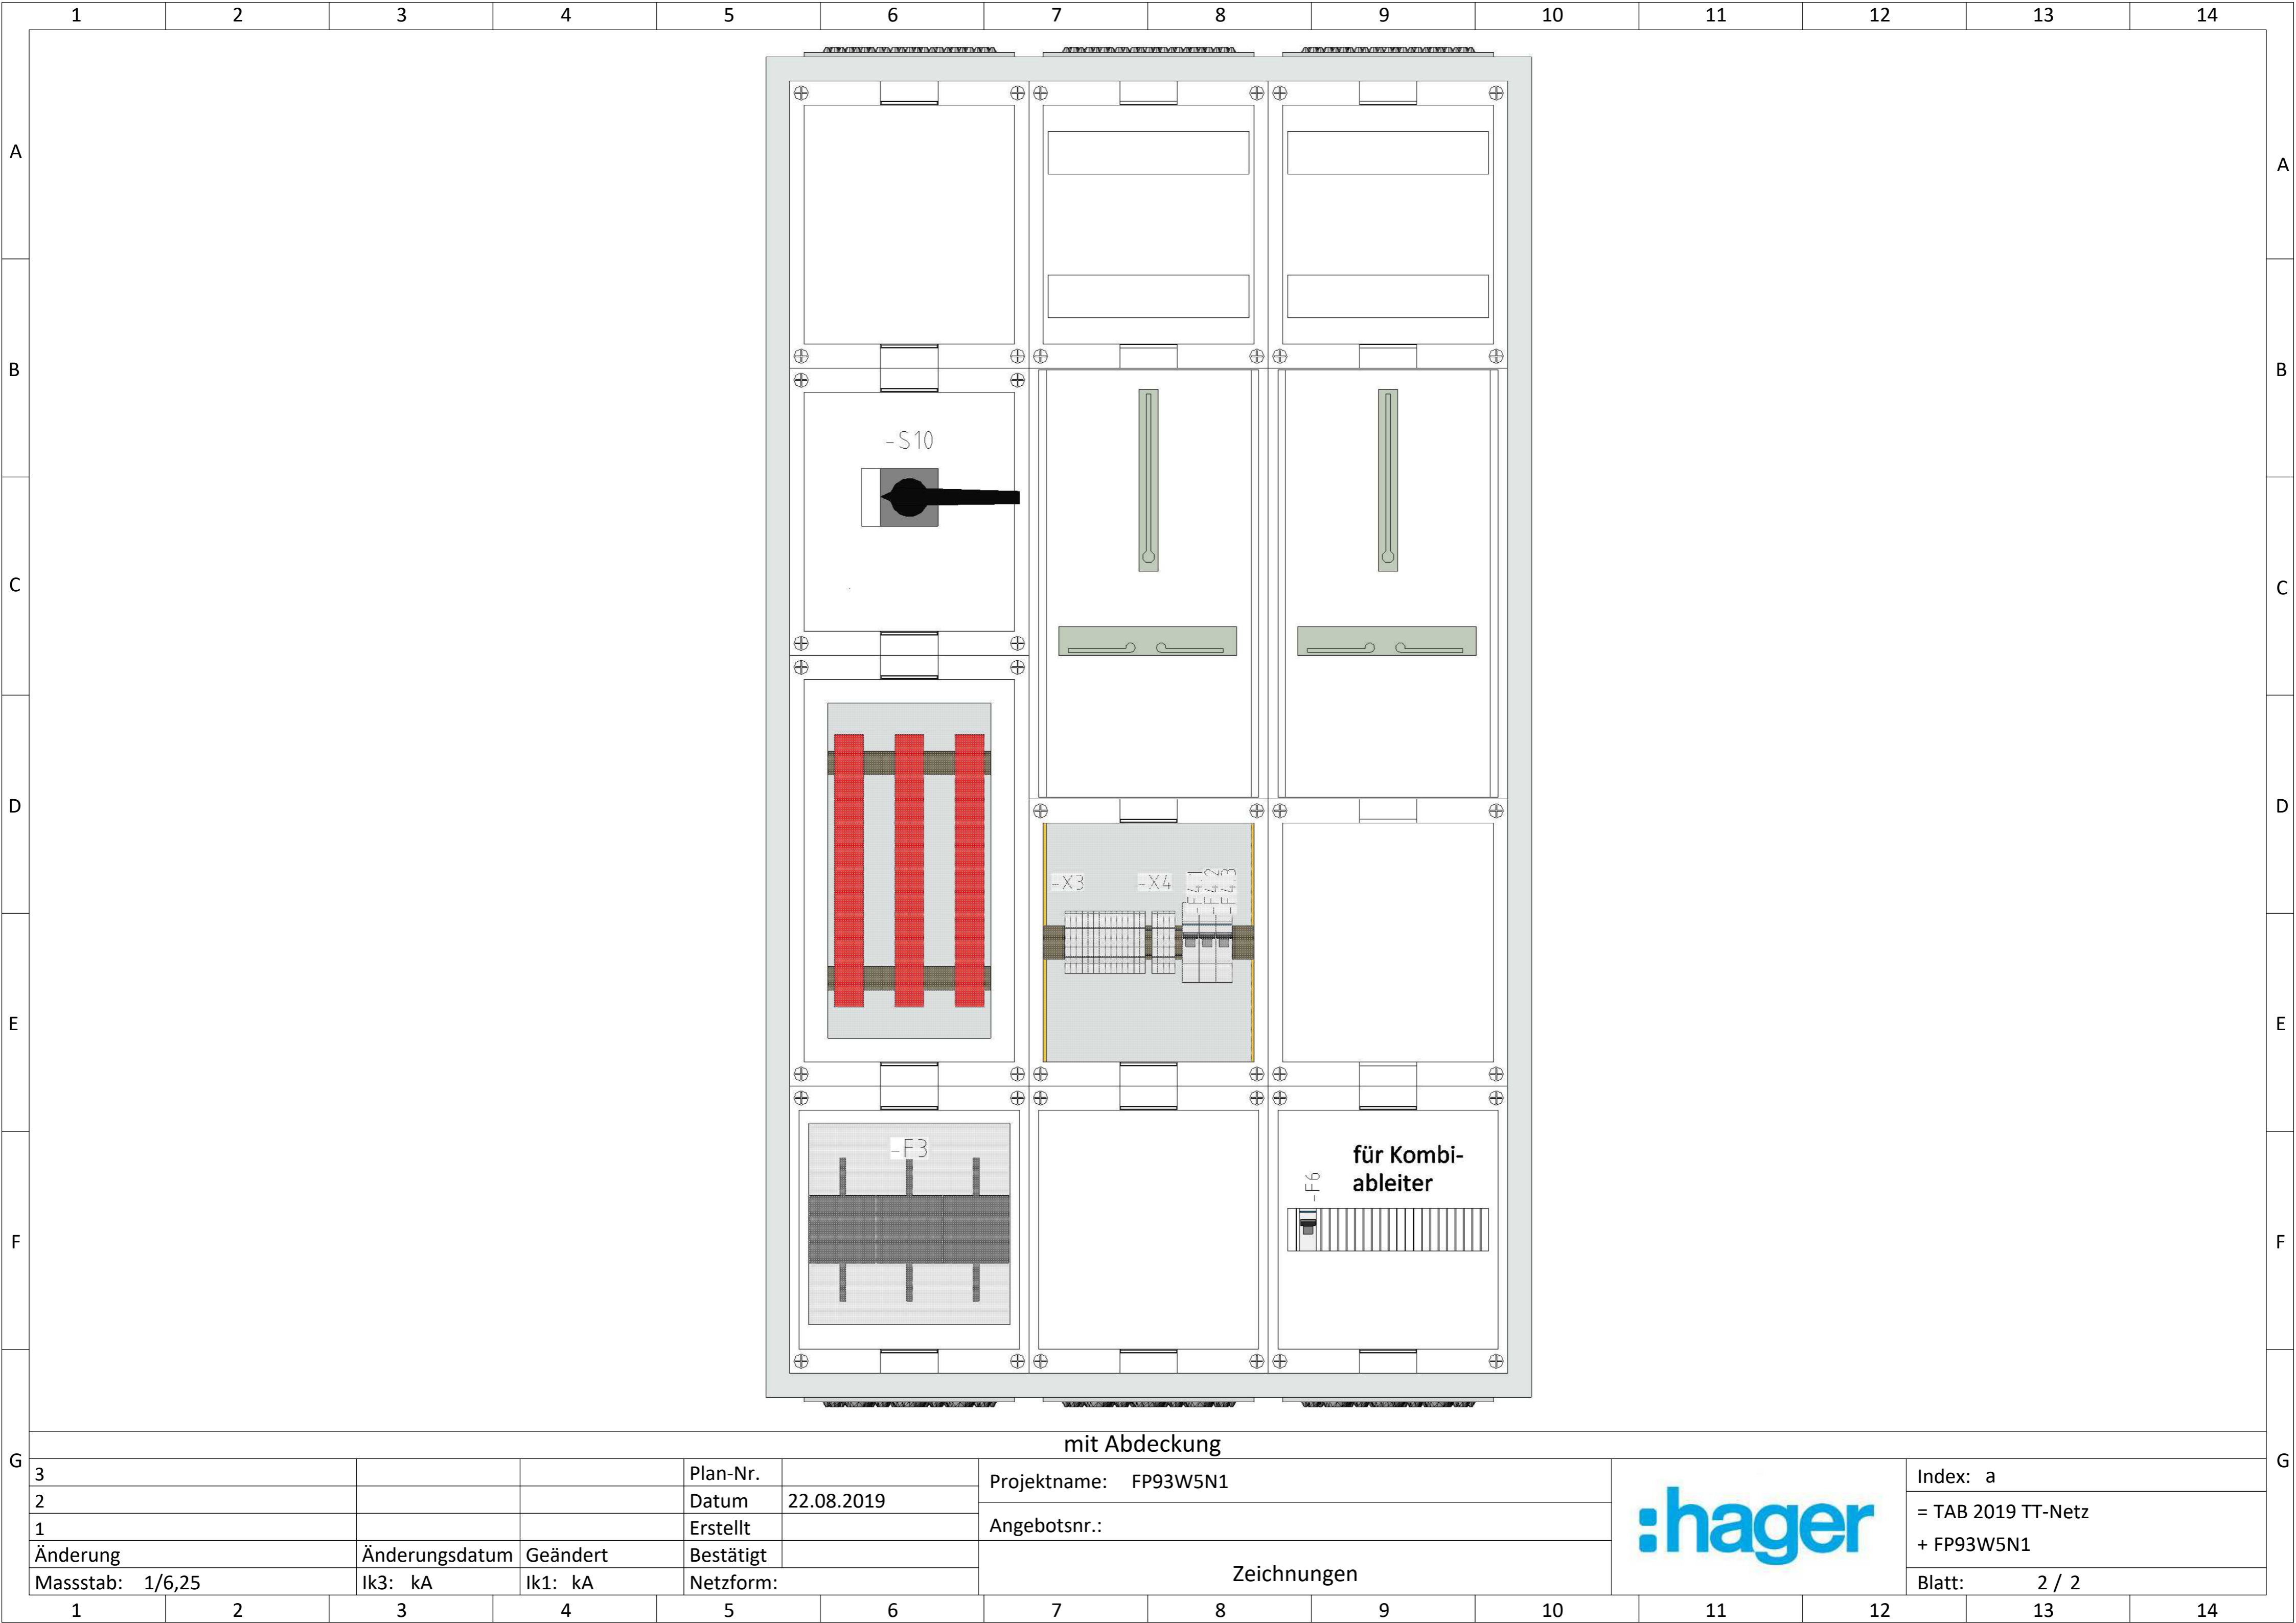 1 2 3 4 5 6 7 8 9 10 11 12 13 14
A A
B B
-S10
C C
D D
-X3 -X4 -F4.1 -F4.2 -F4.3
E E
-F3
für Kombi-
ableiter
-F6
F F
G G
mit Abdeckung
3 Plan-Nr.
2 Datum 22.08.2019
1 Erstellt
Änderung Änderungsdatum Geändert Bestätigt
Massstab: 1/6,25 Ik3: kA Ik1: kA Netzform:
Projektname: FP93W5N1
Angebotsnr.:
Zeichnungen
:hager
Index: a
= TAB 2019 TT-Netz
+ FP93W5N1
Blatt: 2 / 2
1 2 3 4 5 6 7 8 9 10 11 12 13 14